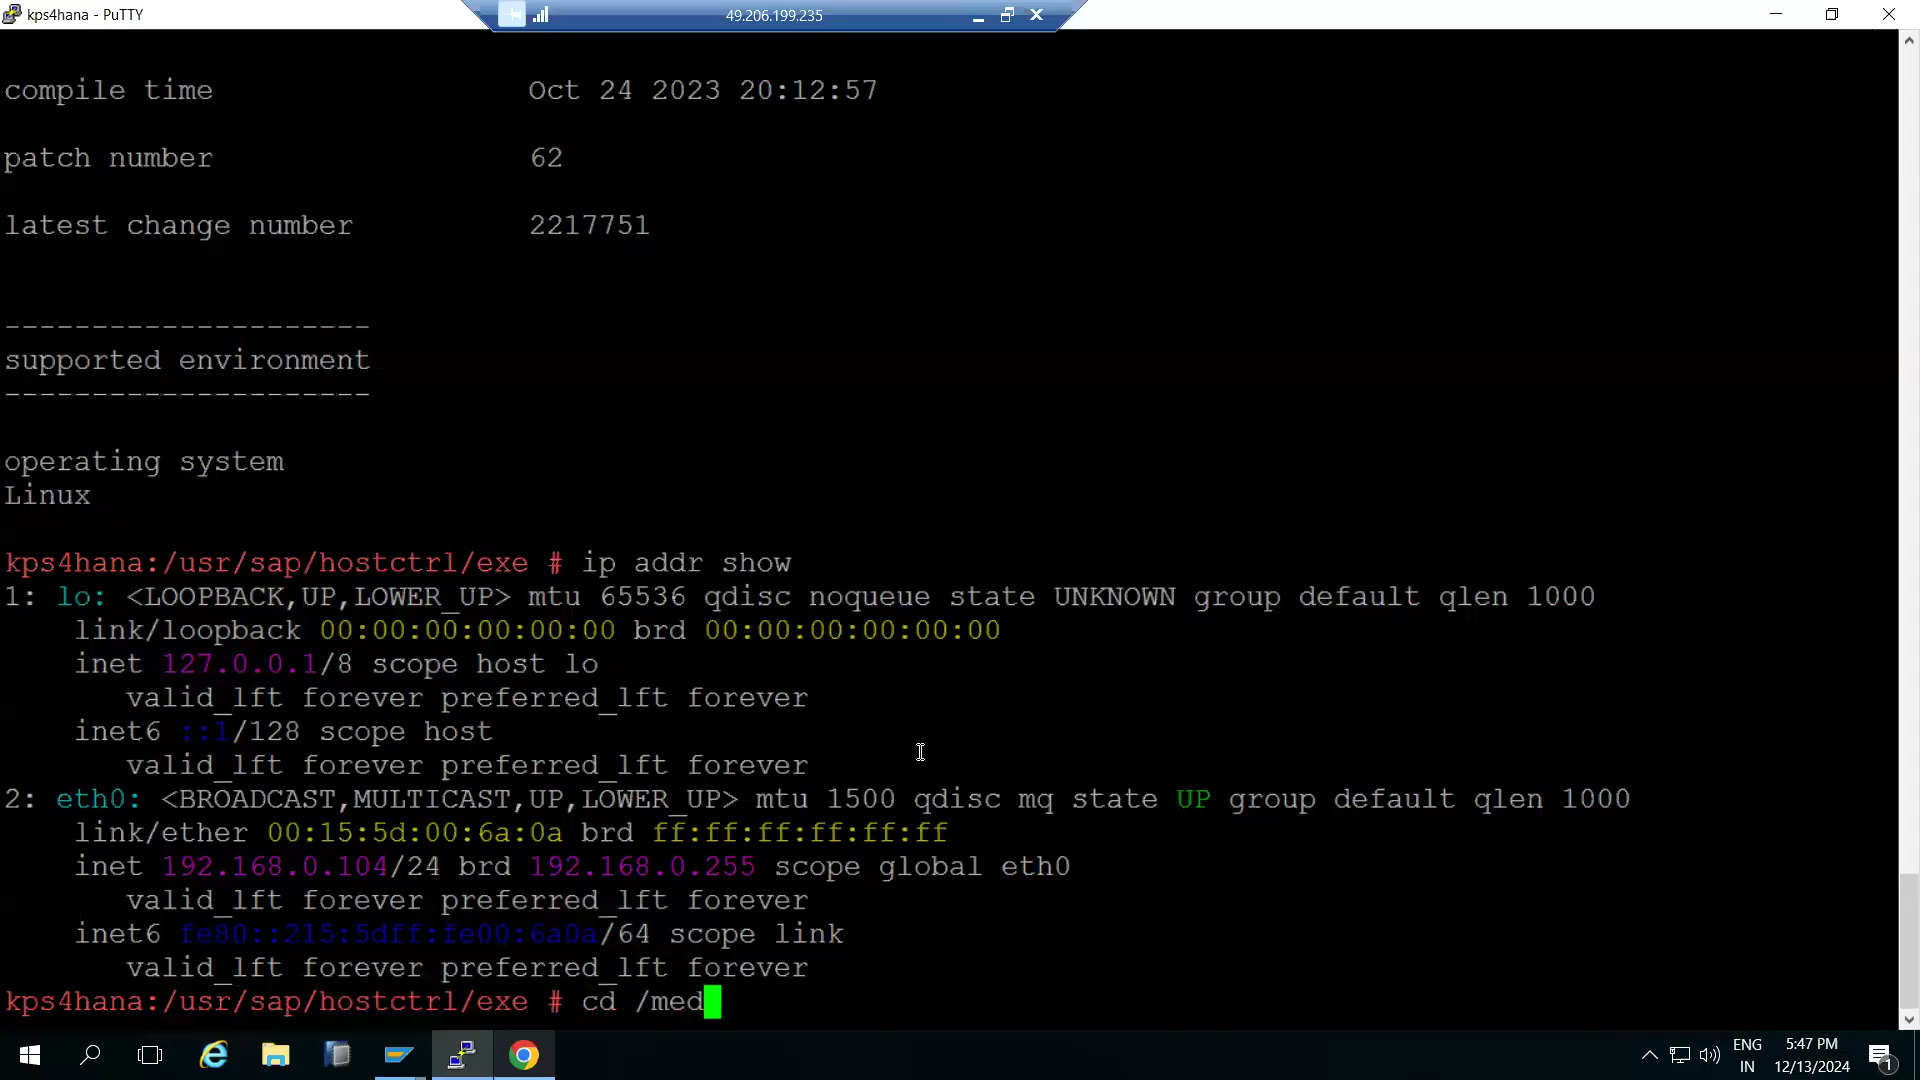 kps4hana - PuTTY
49.206.199.235
compile time Oct 24 2023 20:12:57
patch number 62
latest change number 2217751
---------------------
supported environment
---------------------
operating system
Linux
kps4hana:/usr/sap/hostctrl/exe # ip addr show
1: lo: <LOOPBACK,UP,LOWER_UP> mtu 65536 qdisc noqueue state UNKNOWN group default qlen 1000
link/loopback 00:00:00:00:00:00 brd 00:00:00:00:00:00
inet 127.0.0.1/8 scope host lo
valid_lft forever preferred_lft forever
inet6 ::1/128 scope host
valid_lft forever preferred_lft forever
2: eth0: <BROADCAST,MULTICAST,UP,LOWER_UP> mtu 1500 qdisc mq state UP group default qlen 1000
link/ether 00:15:5d:00:6a:0a brd ff:ff:ff:ff:ff:ff
inet 192.168.0.104/24 brd 192.168.0.255 scope global eth0
valid_lft forever preferred_lft forever
inet6 fe80::215:5dff:fe00:6a0a/64 scope link
valid_lft forever preferred_lft forever
kps4hana:/usr/sap/hostctrl/exe # cd /med
ENG
IN
5:47 PM
12/13/2024
1